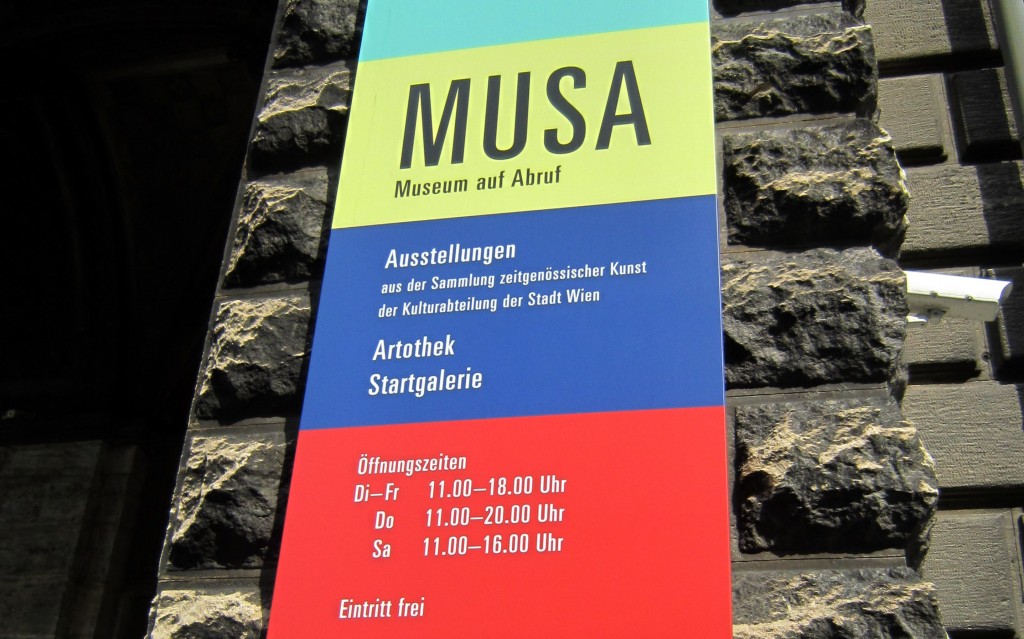 MUSA
Museum auf Abruf
Ausstellungen
aus der Sammlung zeitgenössischer Kunst
der Kulturabteilung der Stadt Wien
Artothek
Startgalerie
Öffnungszeiten
Di–Fr 11.00–18.00 Uhr
Do 11.00–20.00 Uhr
Sa 11.00–16.00 Uhr
Eintritt frei